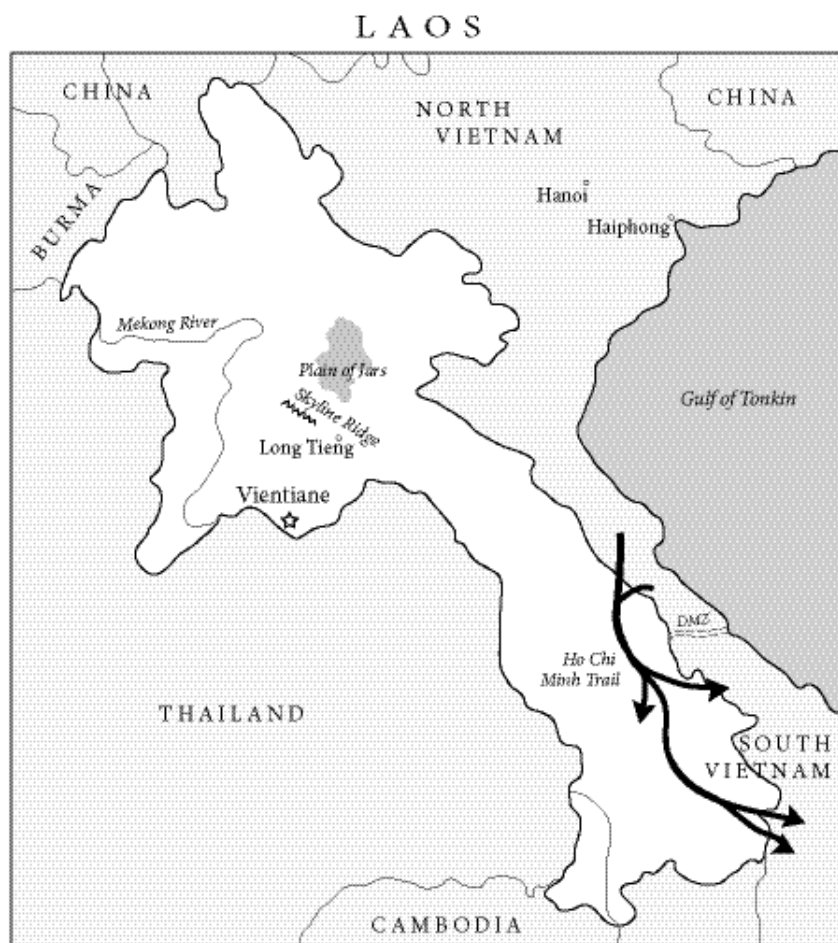 LAOS
CHINA
NORTH
VIETNAM
CHINA
BURMA
Hanoi
Haiphong
Mekong River
Plain of Jars
Gulf of Tonkin
Skyline Ridge
Long Tieng
Vientiane
DMZ
Ho Chi
Minh Trail
THAILAND
SOUTH
VIETNAM
CAMBODIA